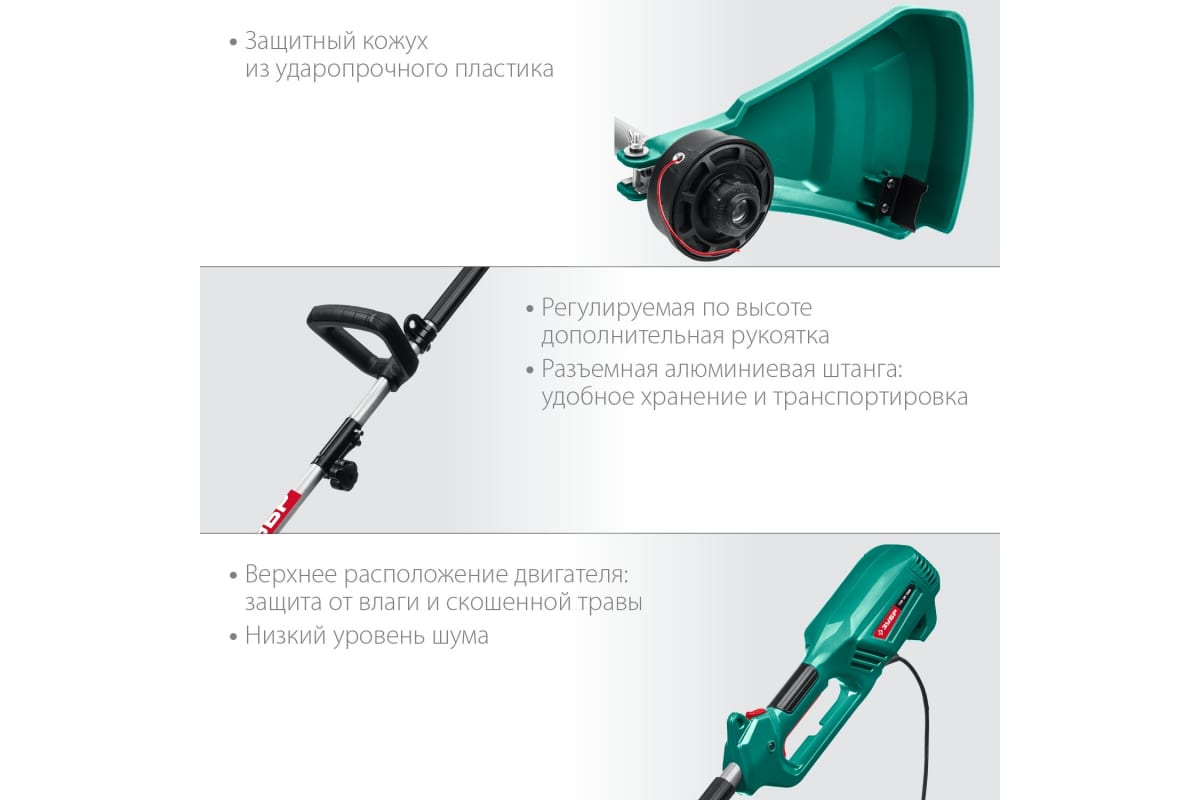 • Защитный кожух
из ударопрочного пластика
• Регулируемая по высоте
дополнительная рукоятка
• Разъемная алюминиевая штанга:
удобное хранение и транспортировка
ЗУБР
• Верхнее расположение двигателя:
защита от влаги и скошенной травы
• Низкий уровень шума